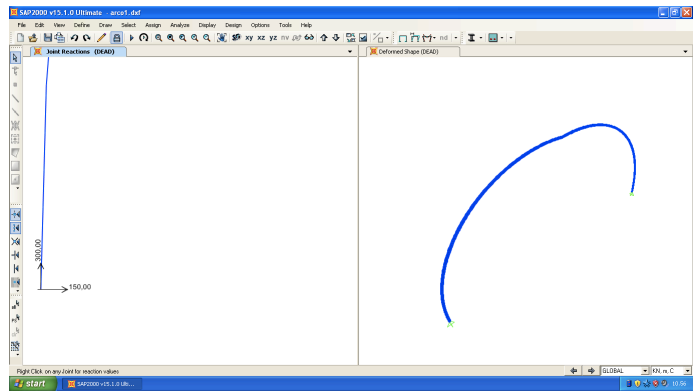 SAP2000 v15.1.0 Ultimate - arco1.dxf
File Edit View Define Draw Select Assign Analyze Display Design Options Tools Help
xy xz yz nv nd
Joint Reactions (DEAD)
Deformed Shape (DEAD)
300,00
150,00
Right Click on any Joint for reaction values
GLOBAL
KN, m, C
start
SAP2000 v15.1.0 Ulti...
10.56